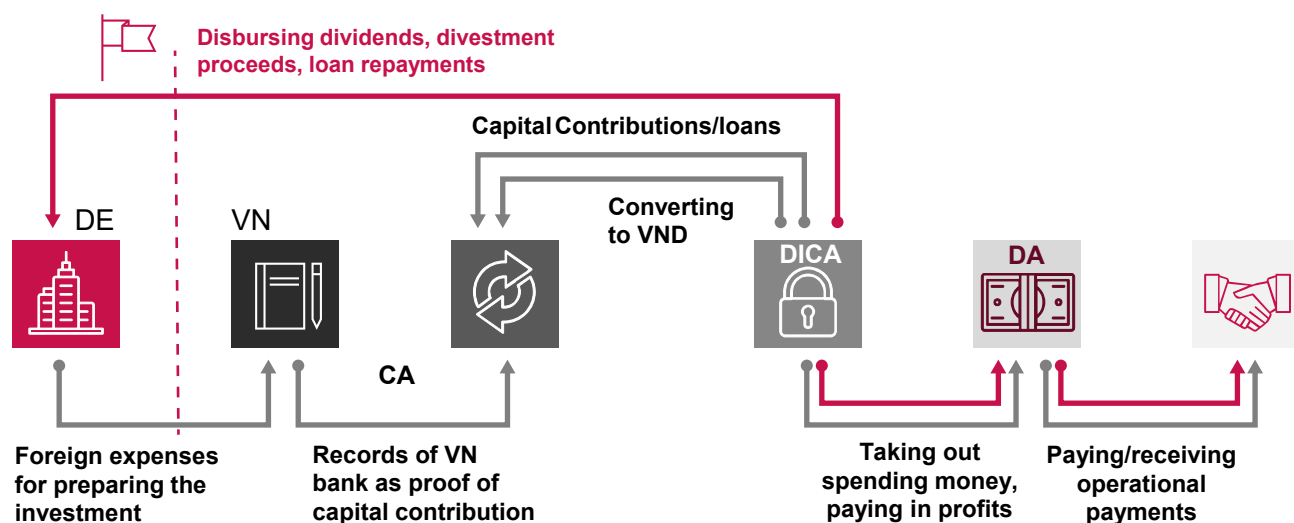 Disbursing dividends, divestment
proceeds, loan repayments
Capital Contributions/loans
Converting
to VND
DE
VN
DICA
DA
CA
Foreign expenses
for preparing the
investment
Records of VN
bank as proof of
capital contribution
Taking out
spending money,
paying in profits
Paying/receiving
operational
payments